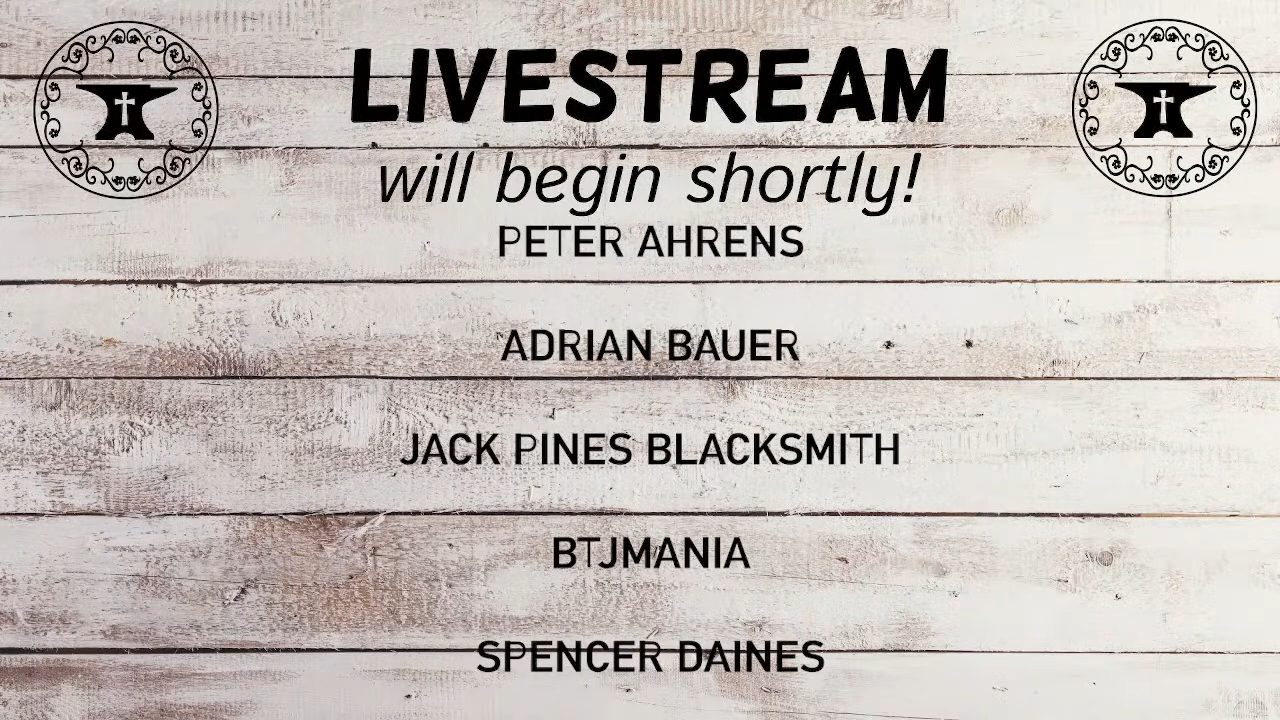 LIVESTREAM
will begin shortly!
PETER AHRENS
ADRIAN BAUER
JACK PINES BLACKSMITH
BTJMANIA
SPENCER DAINES